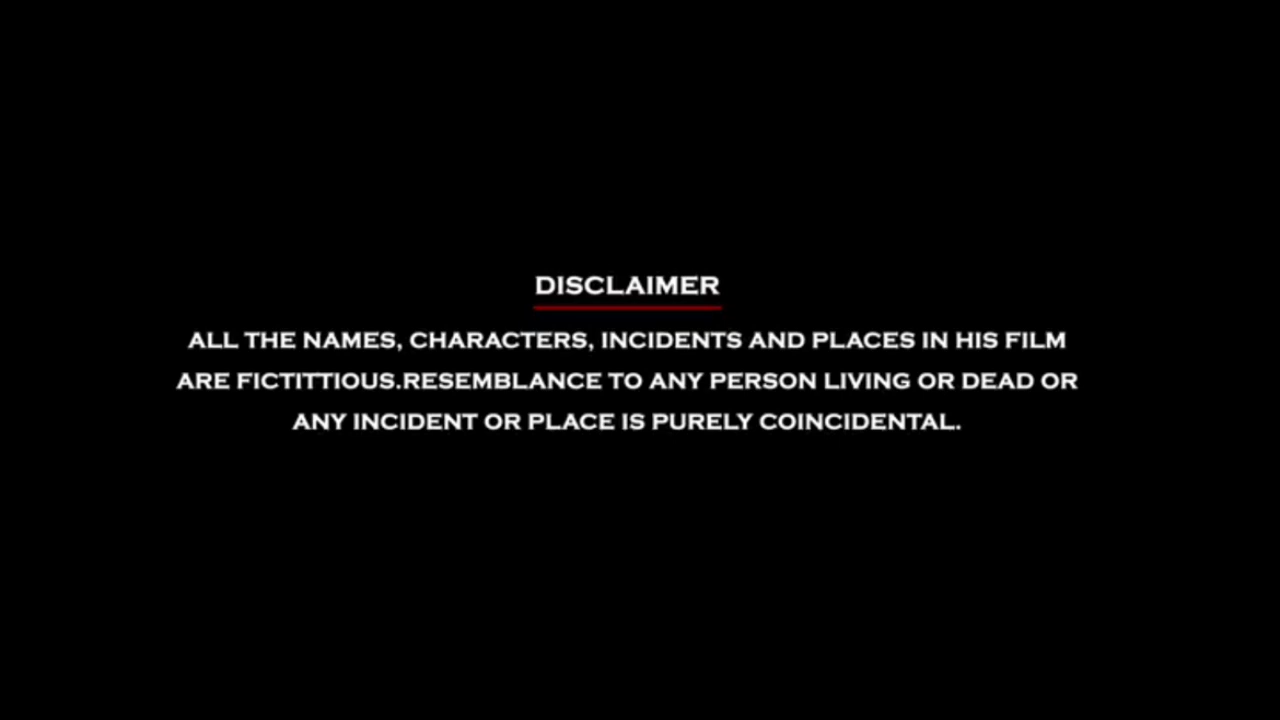 DISCLAIMER
ALL THE NAMES, CHARACTERS, INCIDENTS AND PLACES IN HIS FILM
ARE FICTITTIOUS.RESEMBLANCE TO ANY PERSON LIVING OR DEAD OR
ANY INCIDENT OR PLACE IS PURELY COINCIDENTAL.